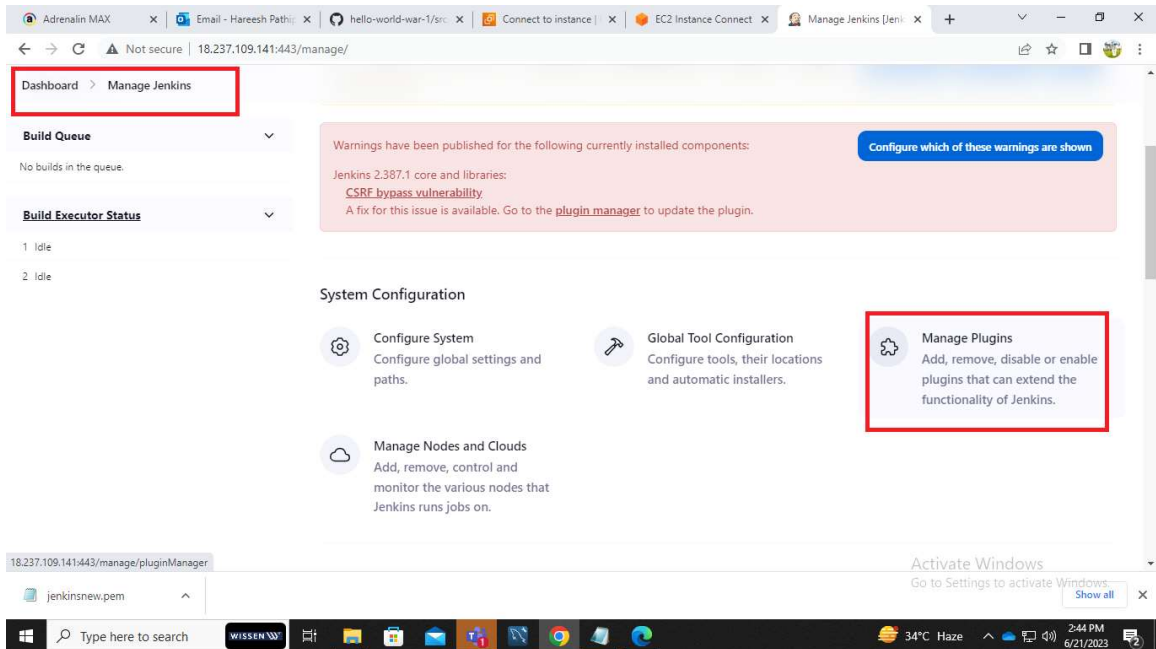 Adrenalin MAX
Email - Hareesh Pathip
hello-world-war-1/src
Connect to instance |
EC2 Instance Connect
Manage Jenkins [Jenk
Not secure | 18.237.109.141:443/manage/
Dashboard > Manage Jenkins
Build Queue
No builds in the queue.
Build Executor Status
1 Idle
2 Idle
Warnings have been published for the following currently installed components:
Configure which of these warnings are shown
Jenkins 2.387.1 core and libraries:
CSRF bypass vulnerability
A fix for this issue is available. Go to the plugin manager to update the plugin.
System Configuration
Configure System
Configure global settings and
paths.
Global Tool Configuration
Configure tools, their locations
and automatic installers.
Manage Plugins
Add, remove, disable or enable
plugins that can extend the
functionality of Jenkins.
Manage Nodes and Clouds
Add, remove, control and
monitor the various nodes that
Jenkins runs jobs on.
18.237.109.141:443/manage/pluginManager
Activate Windows
Go to Settings to activate Windows.
jenkinsnew.pem
Show all
Type here to search
WISSEN
34°C Haze
2:44 PM
6/21/2023
2